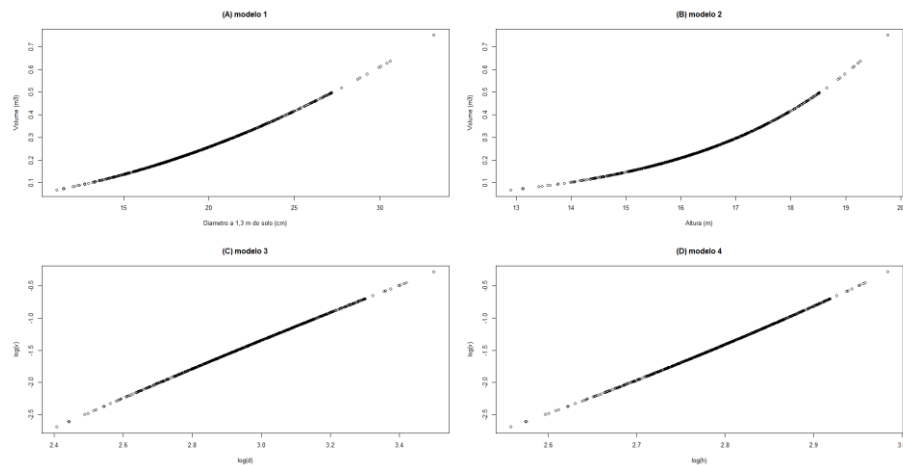 (A) modelo 1
Volume (m3)
0.7
0.6
0.5
0.4
0.3
0.2
0.1
15 20 25 30
Diametro a 1,3 m do solo (cm)
(B) modelo 2
Volume (m3)
0.7
0.6
0.5
0.4
0.3
0.2
0.1
13 14 15 16 17 18 19 20
Altura (m)
(C) modelo 3
log(v)
-0.5
-1.0
-1.5
-2.0
-2.5
2.4 2.6 2.8 3.0 3.2 3.4
log(d)
(D) modelo 4
log(v)
-0.5
-1.0
-1.5
-2.0
-2.5
2.6 2.7 2.8 2.9
log(h)